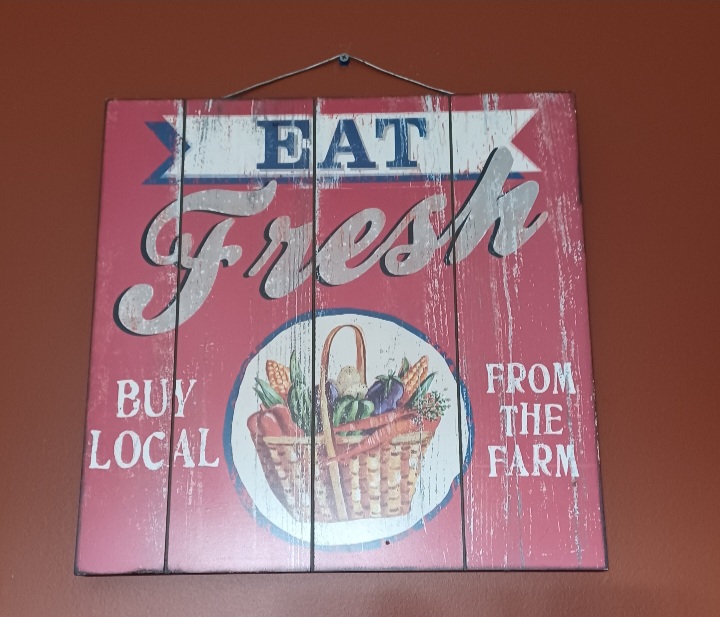 EAT
Fresh
BUY
LOCAL
FROM
THE
FARM